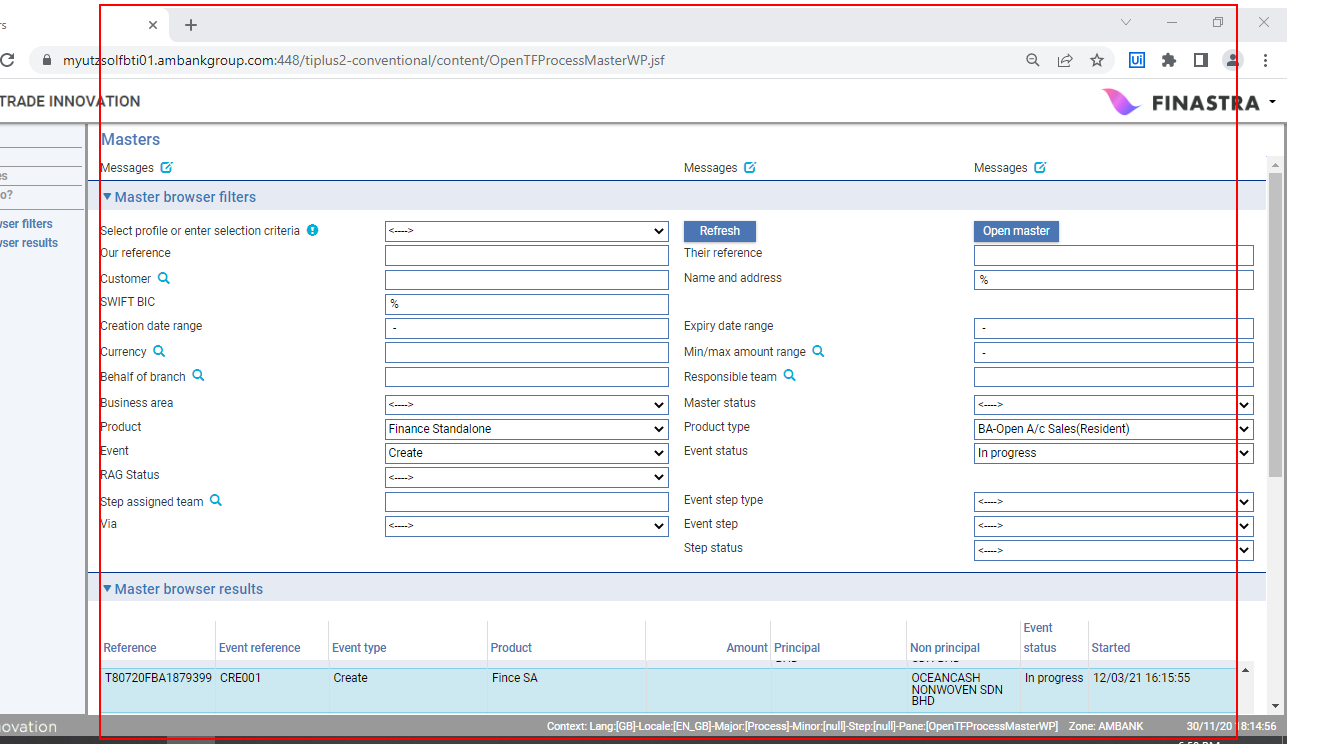 myutzsolfbti01.ambankgroup.com:448/tiplus2-conventional/content/OpenTFProcessMasterWP.jsf
Ui
TRADE INNOVATION
FINASTRA
Masters
Messages Messages Messages
Master browser filters
Select profile or enter selection criteria <----> Refresh Open master
Our reference Their reference
Customer Name and address %
SWIFT BIC %
Creation date range - Expiry date range -
Currency Min/max amount range -
Behalf of branch Responsible team
Business area <----> Master status <---->
Product Finance Standalone Product type BA-Open A/c Sales(Resident)
Event Create Event status In progress
RAG Status <---->
Step assigned team Event step type <---->
Via <----> Event step <---->
Step status <---->
ser filters
ser results
o?
Master browser results
Reference Event reference Event type Product Amount Principal Non principal Event status Started
T80720FBA1879399 CRE001 Create Fince SA OCEANCASH In progress 12/03/21 16:15:55
NONWOVEN SDN
BHD
novation
Context: Lang:[GB]-Locale:[EN_GB]-Major:[Process]-Minor:[null]-Step:[null]-Pane:[OpenTFProcessMasterWP] Zone: AMBANK 30/11/20 18:14:56